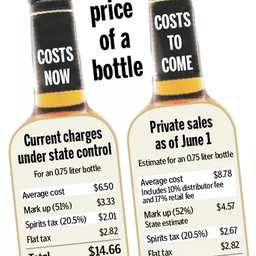 price
of a
bottle
COSTS
NOW
Current charges
under state control
For an 0.75 liter bottle
Average cost $6.50
Mark up (51%) $3.33
Spirits tax (20.5%) $2.01
Flat tax $2.82
Total $14.66
COSTS
TO
COME
Private sales
as of June 1
Estimate for an 0.75 liter bottle
Average cost $8.78
Includes 10% distributor fee
and 17% retail fee
Mark up (52%) $4.57
State estimate
Spirits tax (20.5%) $2.67
Flat tax $2.82